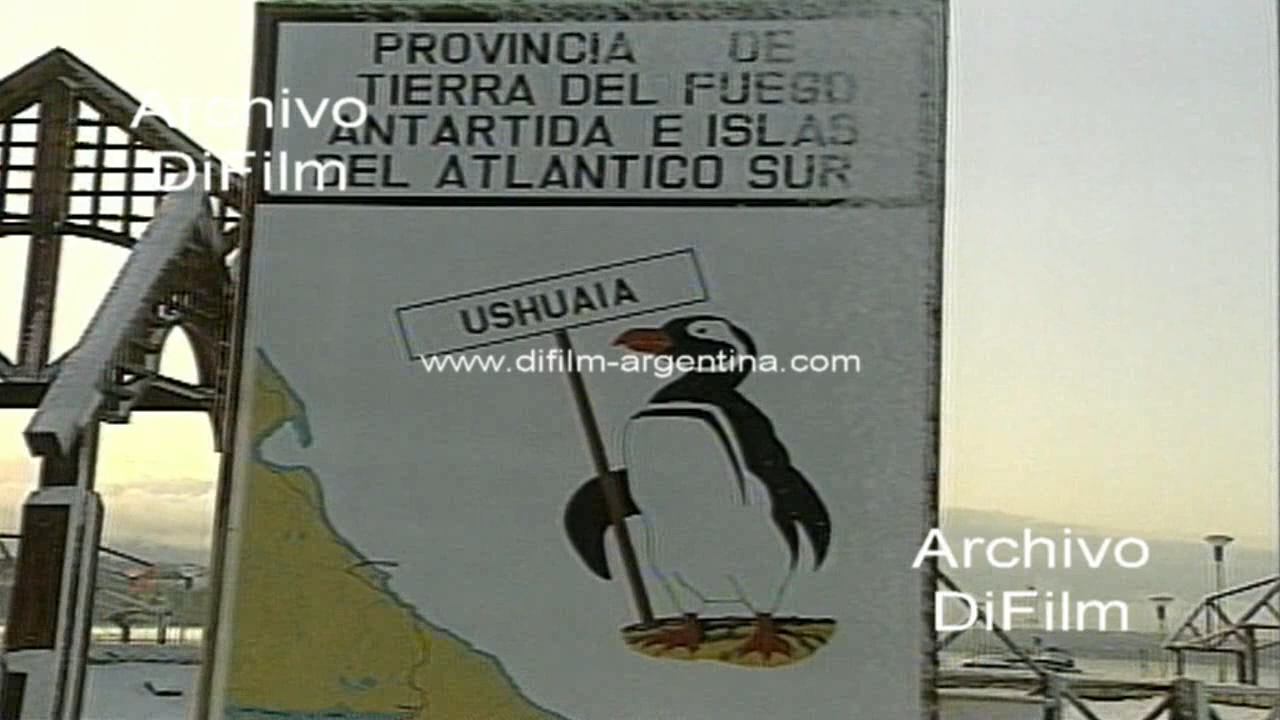 PROVINCIA DE
TIERRA DEL FUEGO
ANTARTIDA E ISLAS
DEL ATLANTICO SUR
Archivo
DiFilm
USHUAIA
www.difilm-argentina.com
Archivo
DiFilm